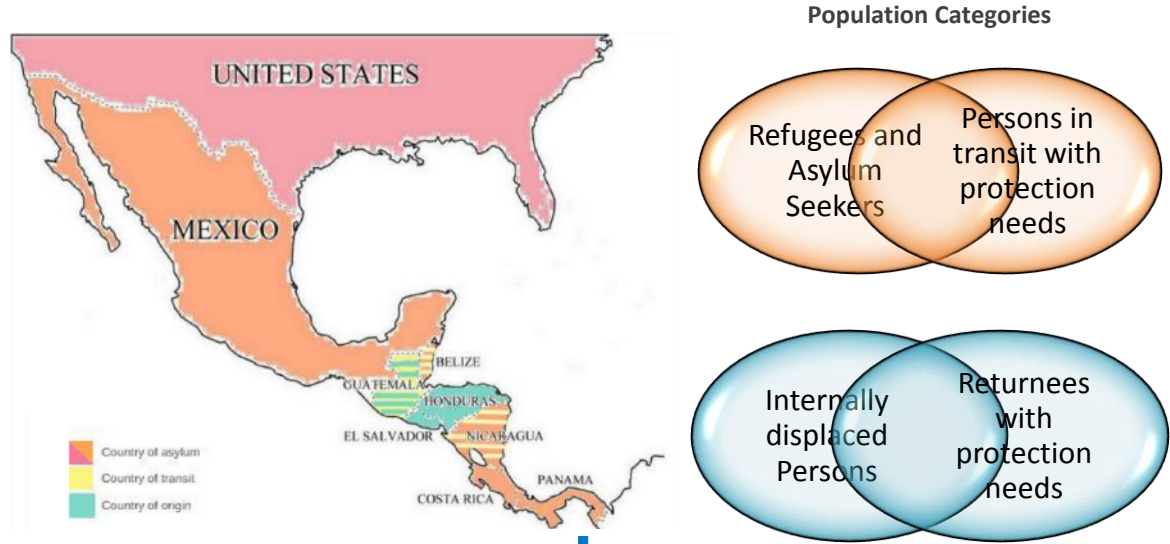 Population Categories
UNITED STATES
MEXICO
BELIZE
GUATEMALA
HONDURAS
EL SALVADOR
NICARAGUA
PANAMA
COSTA RICA
Country of asylum
Country of transit
Country of origin
Refugees and
Asylum
Seekers
Persons in
transit with
protection
needs
Internally
displaced
Persons
Returnees
with
protection
needs